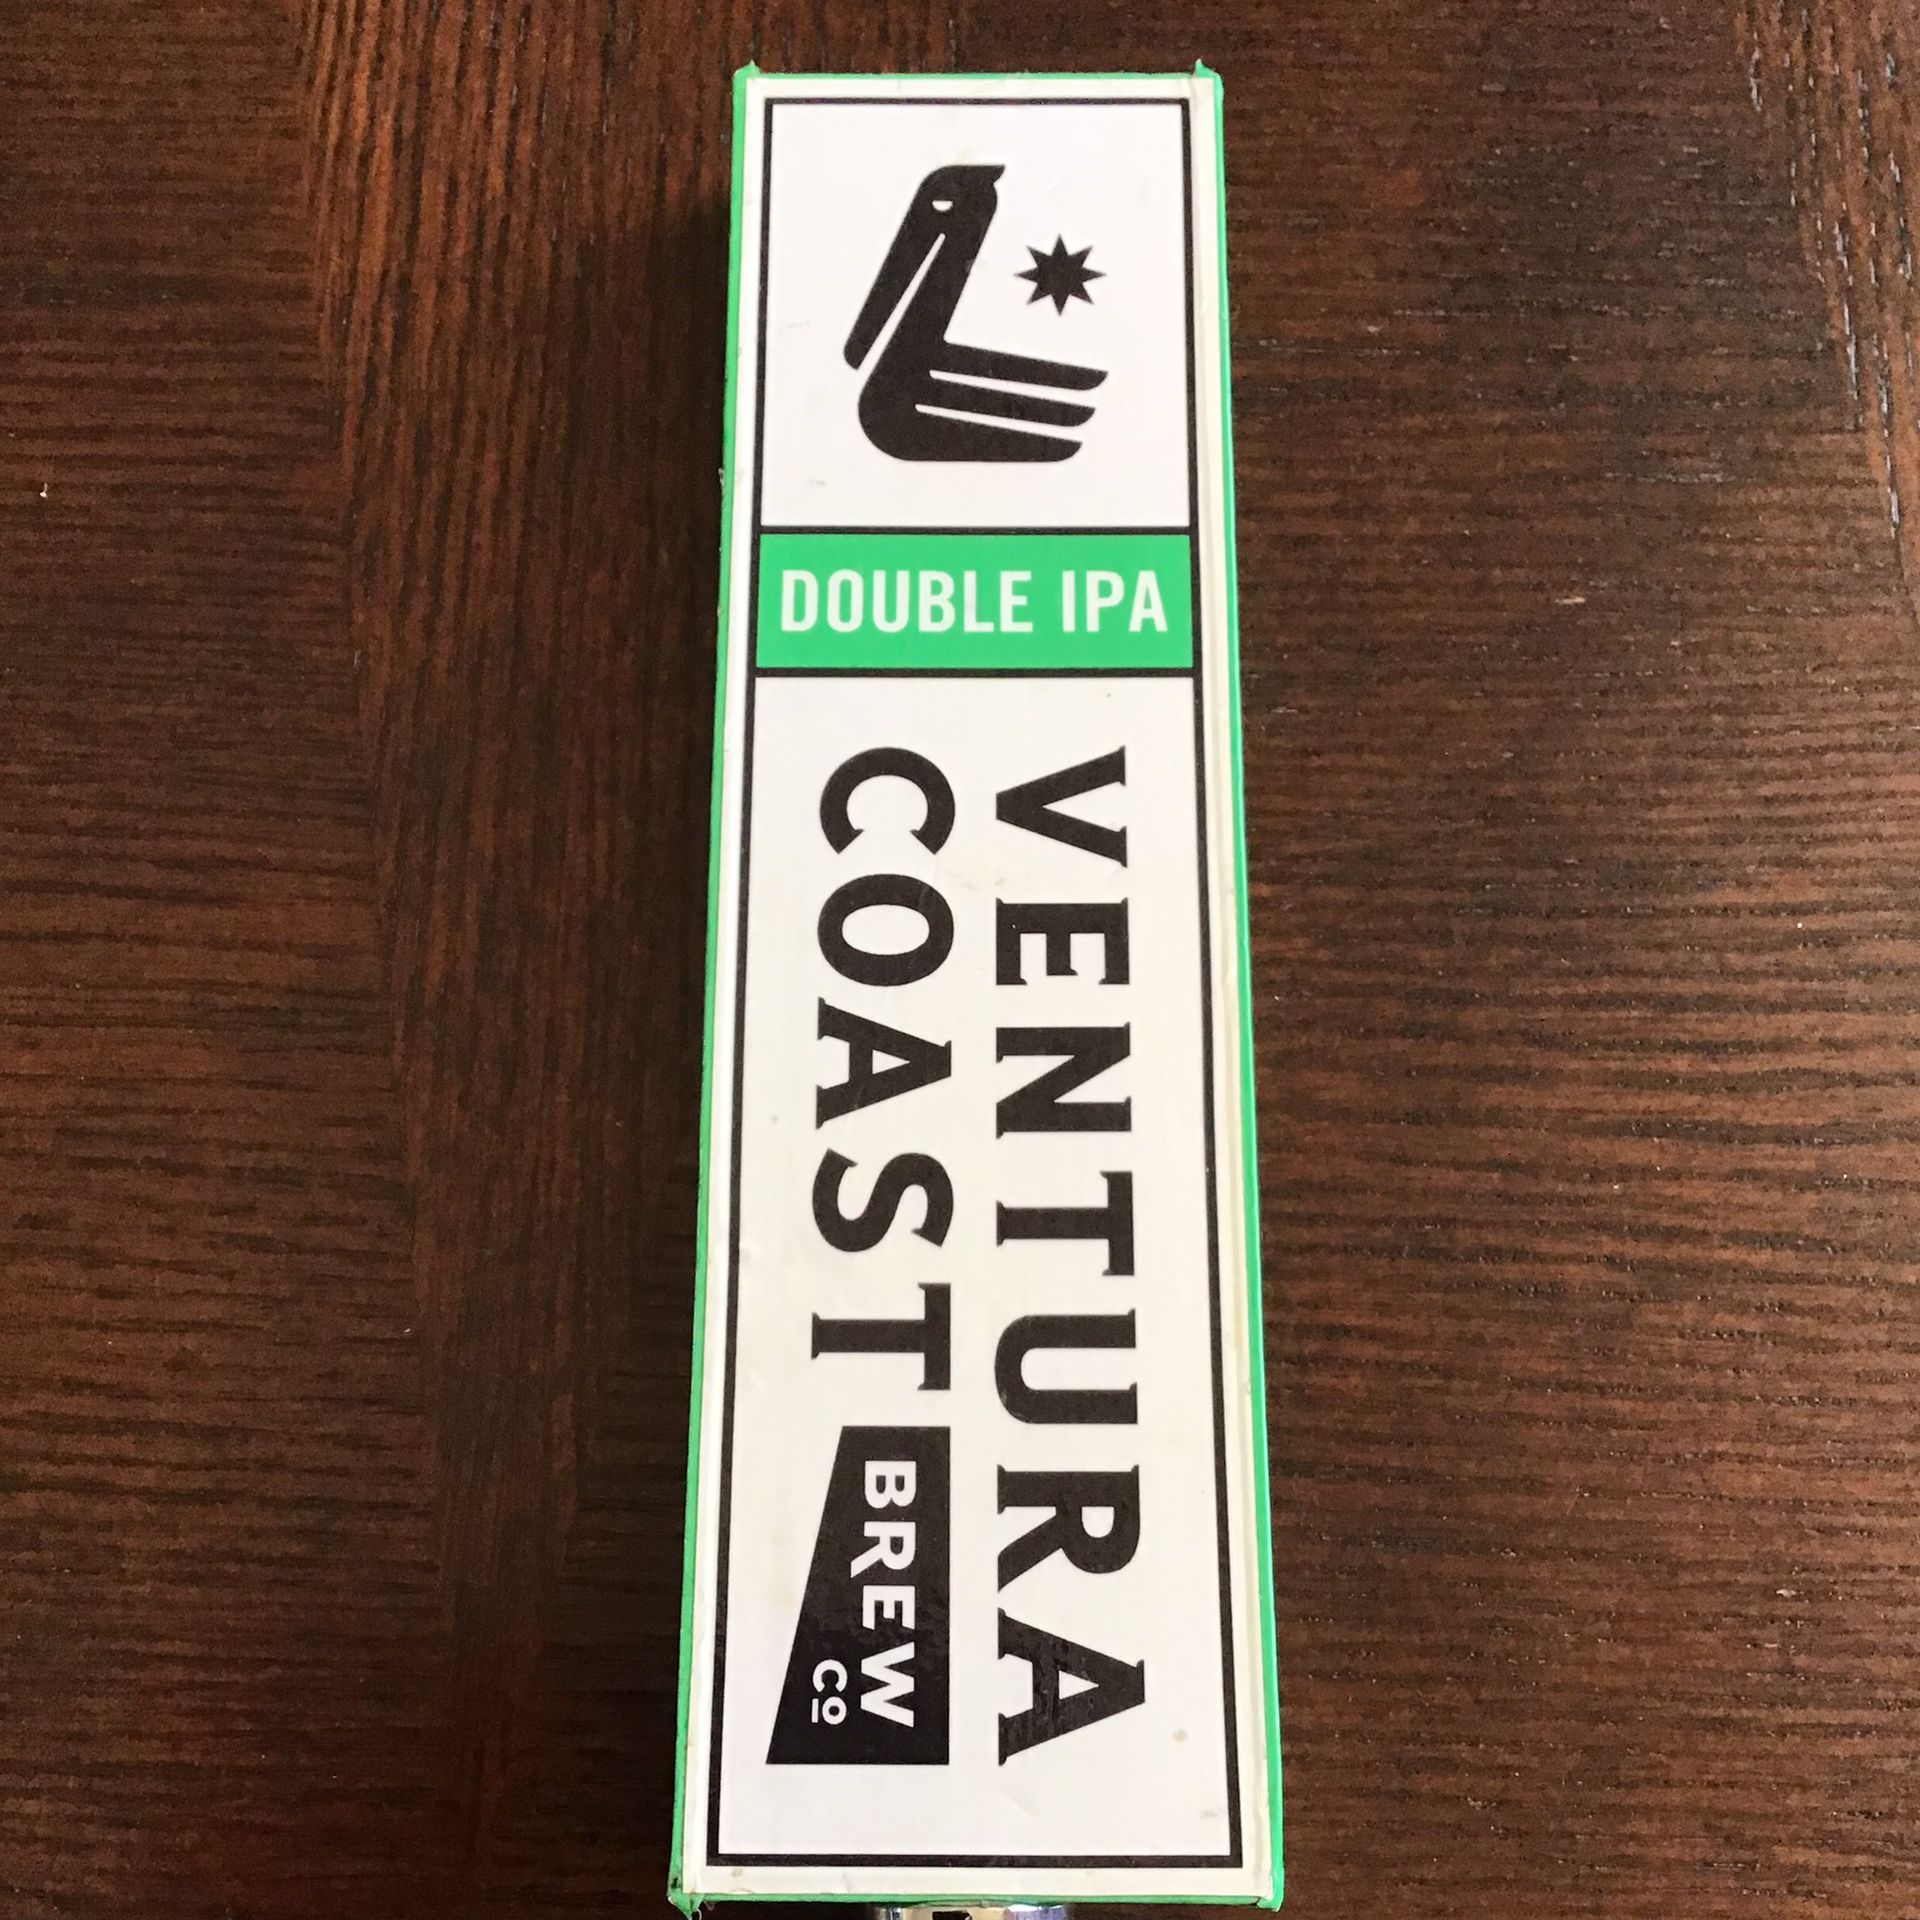 DOUBLE IPA
VENTURA
COAST
BREW
CO